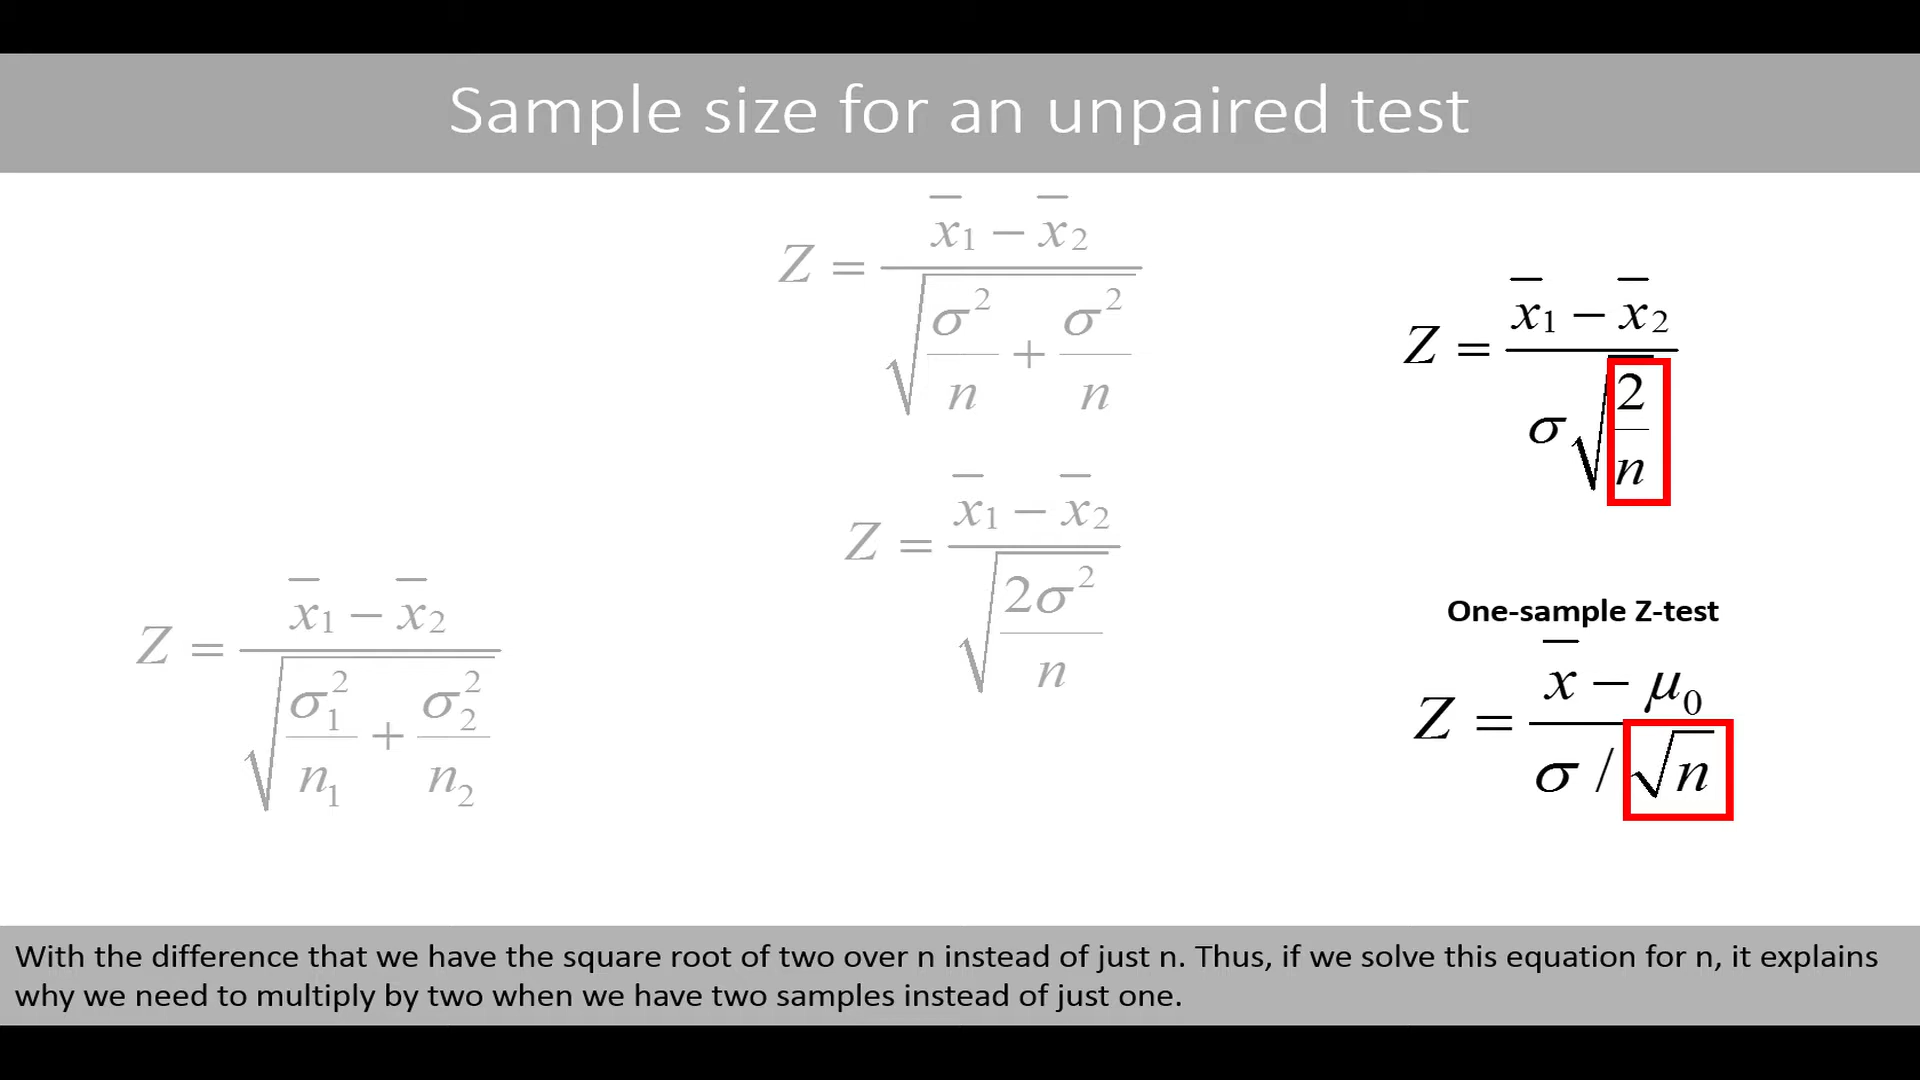 Sample size for an unpaired test
Z = (x̄₁ − x̄₂) / √(σ₁²/n₁ + σ₂²/n₂)
Z = (x̄₁ − x̄₂) / √(σ²/n + σ²/n)
Z = (x̄₁ − x̄₂) / √(2σ²/n)
Z = (x̄₁ − x̄₂) / (σ√(2/n))
One-sample Z-test
Z = (x̄ − μ₀) / (σ / √n)
With the difference that we have the square root of two over n instead of just n. Thus, if we solve this equation for n, it explains
why we need to multiply by two when we have two samples instead of just one.